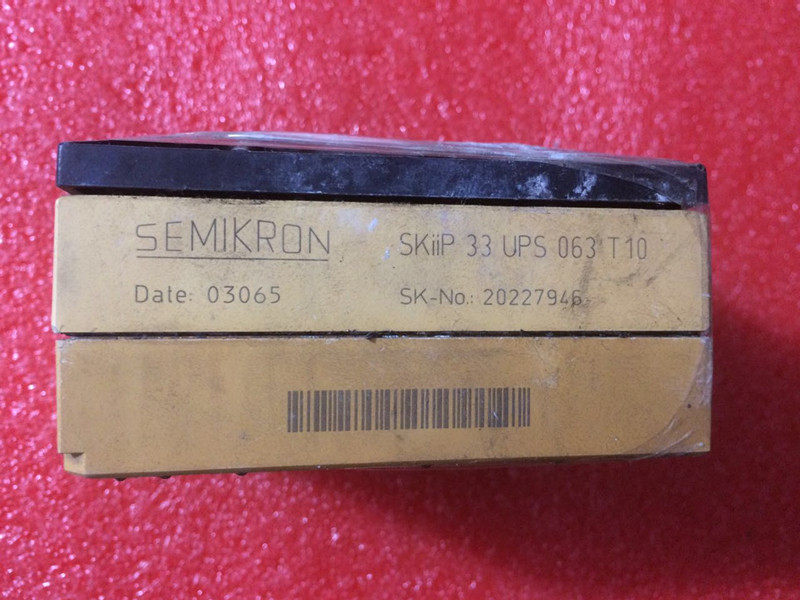 SEMIKRON
SKiiP 33 UPS 063 T10
Date: 03065
SK-No.: 20227946